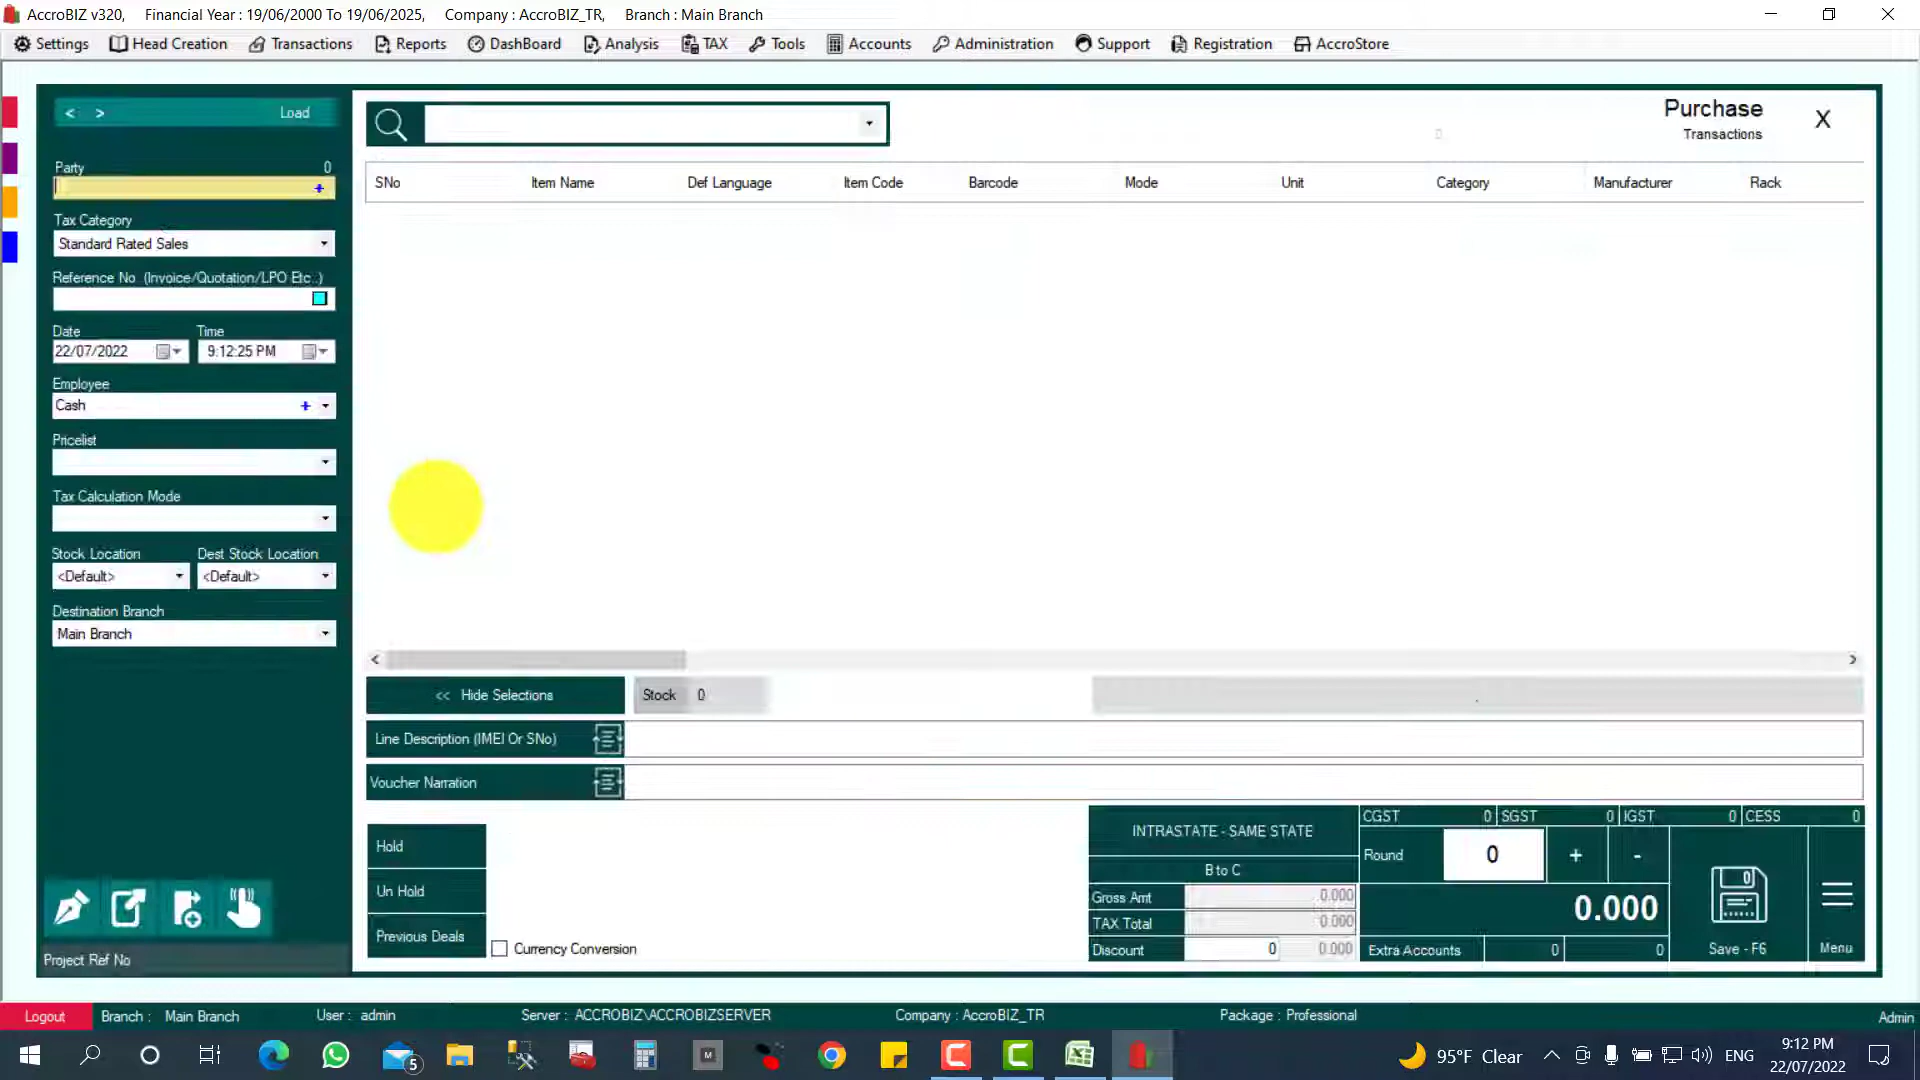 AccroBIZ v320, Financial Year : 19/06/2000 To 19/06/2025, Company : AccroBIZ_TR, Branch : Main Branch
Settings Head Creation Transactions Reports DashBoard Analysis TAX Tools Accounts Administration Support Registration AccroStore
< > Load
Purchase
Transactions
X
0
Party 0
+
Tax Category
Standard Rated Sales
Reference No (Invoice/Quotation/LPO Etc..)
Date Time
22/07/2022 9:12:25 PM
Employee
Cash +
Pricelist
Tax Calculation Mode
Stock Location Dest Stock Location
<Default> <Default>
Destination Branch
Main Branch
Project Ref No
SNo Item Name Def Language Item Code Barcode Mode Unit Category Manufacturer Rack
<< Hide Selections Stock 0 .
Line Description (IMEI Or SNo)
Voucher Narration
Hold
Un Hold
Previous Deals
Currency Conversion
INTRASTATE - SAME STATE
B to C
Gross Amt 0.000
TAX Total 0.000
Discount 0 0.000
CGST 0 SGST 0 IGST 0 CESS 0
Round 0 + -
0.000
Extra Accounts 0 0
Save - F6
Menu
Logout Branch : Main Branch User : admin Server : ACCROBIZ\ACCROBIZSERVER Company : AccroBIZ_TR Package : Professional Admin
5
M
95°F Clear ENG
9:12 PM
22/07/2022